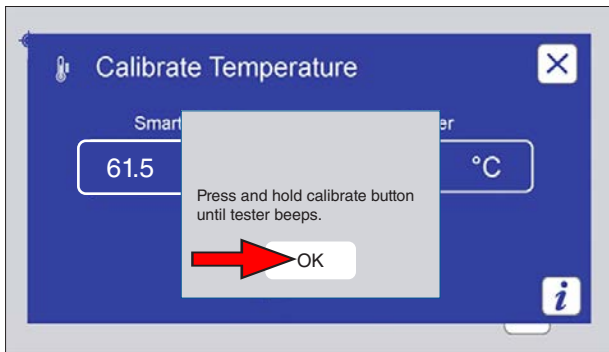 Calibrate Temperature
Smart er
61.5 °C
Press and hold calibrate button
until tester beeps.
OK
i